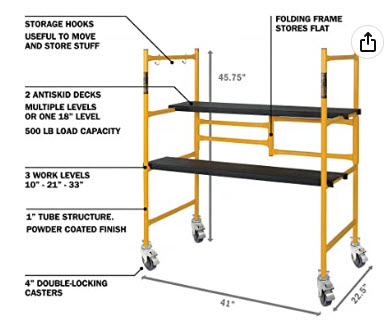 STORAGE HOOKS
USEFUL TO MOVE
AND STORE STUFF
FOLDING FRAME
STORES FLAT
45.75"
2 ANTISKID DECKS
MULTIPLE LEVELS
OR ONE 18" LEVEL
500 LB LOAD CAPACITY
3 WORK LEVELS
10" - 21" - 33"
1" TUBE STRUCTURE.
POWDER COATED FINISH
4" DOUBLE-LOCKING
CASTERS
41"
22.5"